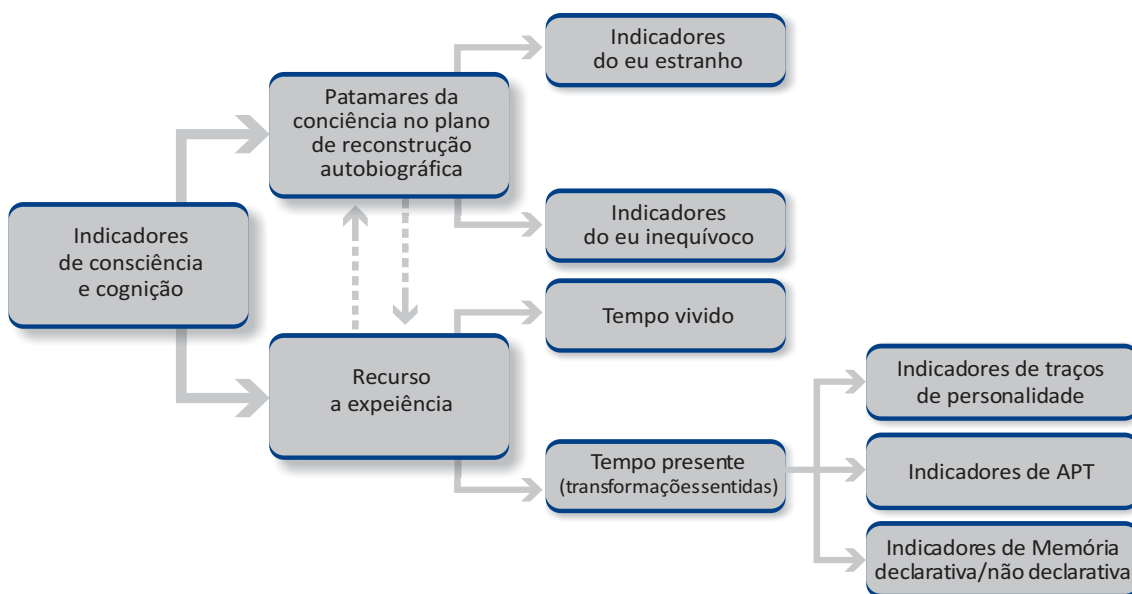 Indicadores
do eu estranho
Patamares da
conciência no plano
de reconstrução
autobiográfica
Indicadores
de consciência
e cognição
Indicadores
do eu inequívoco
Tempo vivido
Recurso
a expeiência
Tempo presente
(transformações sentidas)
Indicadores de traços
de personalidade
Indicadores de APT
Indicadores de Memória
declarativa/não declarativa